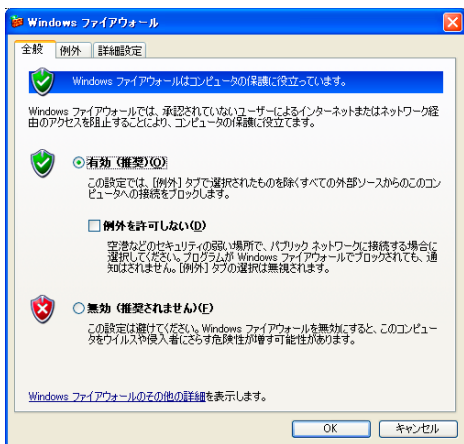 Windows ファイアウォール
全般 例外 詳細設定
Windows ファイアウォールはコンピュータの保護に役立っています。
Windows ファイアウォールでは、承認されていないユーザーによるインターネットまたはネットワーク経
由のアクセスを阻止することにより、コンピュータの保護に役立てます。
有効 (推奨)(O)
この設定では、[例外] タブで選択されたものを除くすべての外部ソースからのこのコン
ピュータへの接続をブロックします。
例外を許可しない(D)
空港などのセキュリティの弱い場所で、パブリック ネットワークに接続する場合に
選択してください。プログラムが Windows ファイアウォールでブロックされても、通
知はされません。[例外] タブの選択は無視されます。
無効 (推奨されません)(F)
この設定は避けてください。Windows ファイアウォールを無効にすると、このコンピュー
タをウイルスや侵入者にさらす危険性が増す可能性があります。
Windows ファイアウォールのその他の詳細を表示します。
OK キャンセル